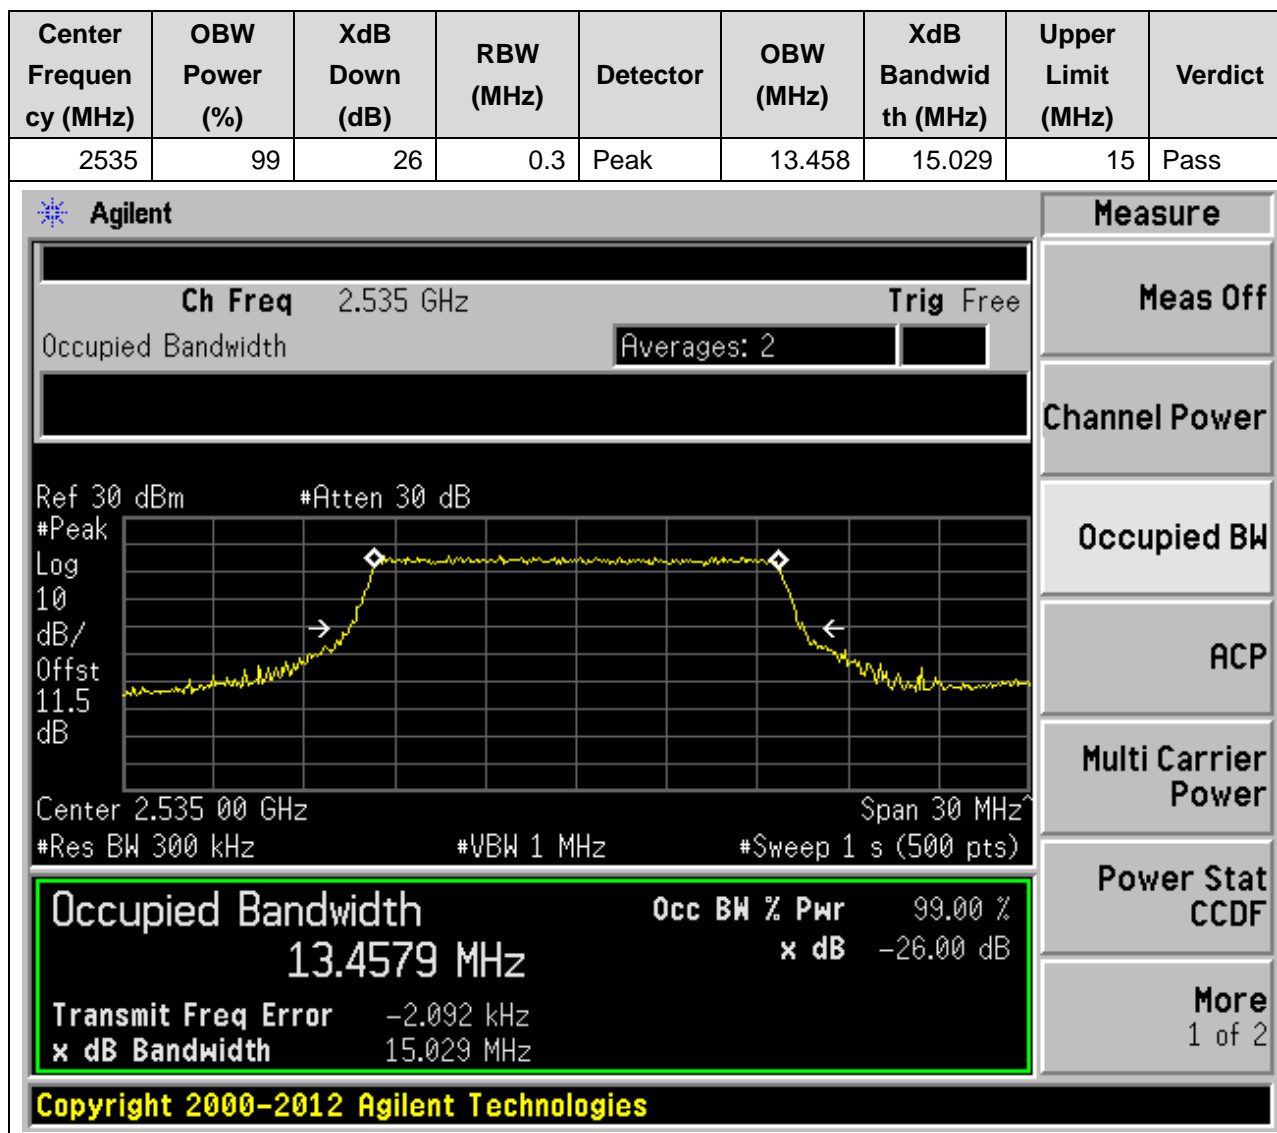 Center Frequen cy (MHz) OBW Power (%) XdB Down (dB) RBW (MHz) Detector OBW (MHz) XdB Bandwid th (MHz) Upper Limit (MHz) Verdict
2535 99 26 0.3 Peak 13.458 15.029 15 Pass
Agilent
Ch Freq 2.535 GHz Trig Free
Occupied Bandwidth Averages: 2
Ref 30 dBm #Atten 30 dB
#Peak
Log
10
dB/
Offst
11.5
dB
Center 2.535 00 GHz Span 30 MHz^
#Res BW 300 kHz #VBW 1 MHz #Sweep 1 s (500 pts)
Occupied Bandwidth Occ BW % Pwr 99.00 %
13.4579 MHz x dB -26.00 dB
Transmit Freq Error -2.092 kHz
x dB Bandwidth 15.029 MHz
Copyright 2000-2012 Agilent Technologies
Measure
Meas Off
Channel Power
Occupied BW
ACP
Multi Carrier
Power
Power Stat
CCDF
More
1 of 2